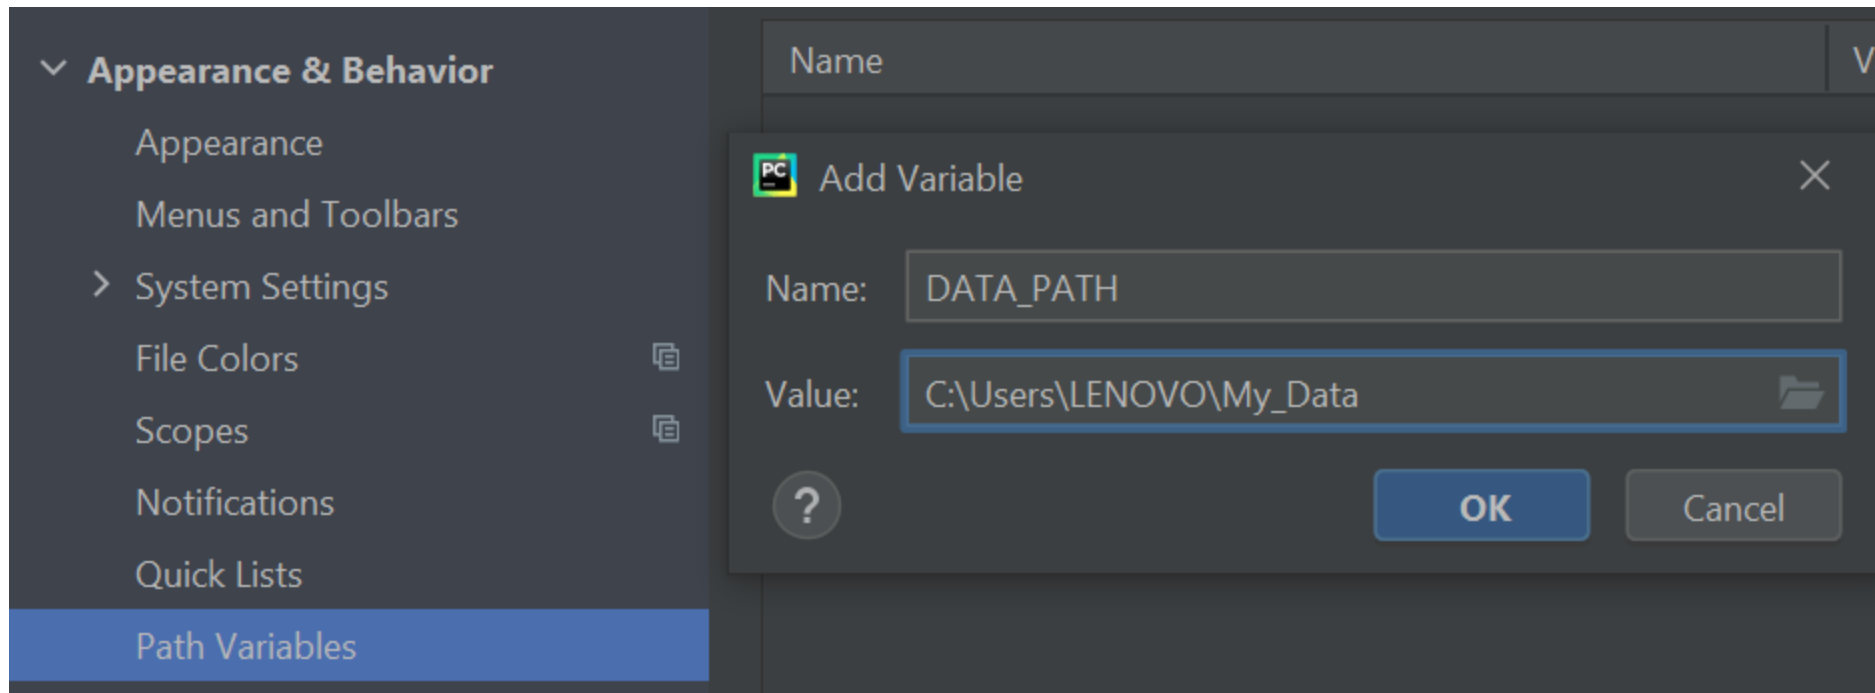 Appearance & Behavior
Appearance
Menus and Toolbars
System Settings
File Colors
Scopes
Notifications
Quick Lists
Path Variables
Name
V
PC
Add Variable
Name: DATA_PATH
Value: C:\Users\LENOVO\My_Data
?
OK Cancel